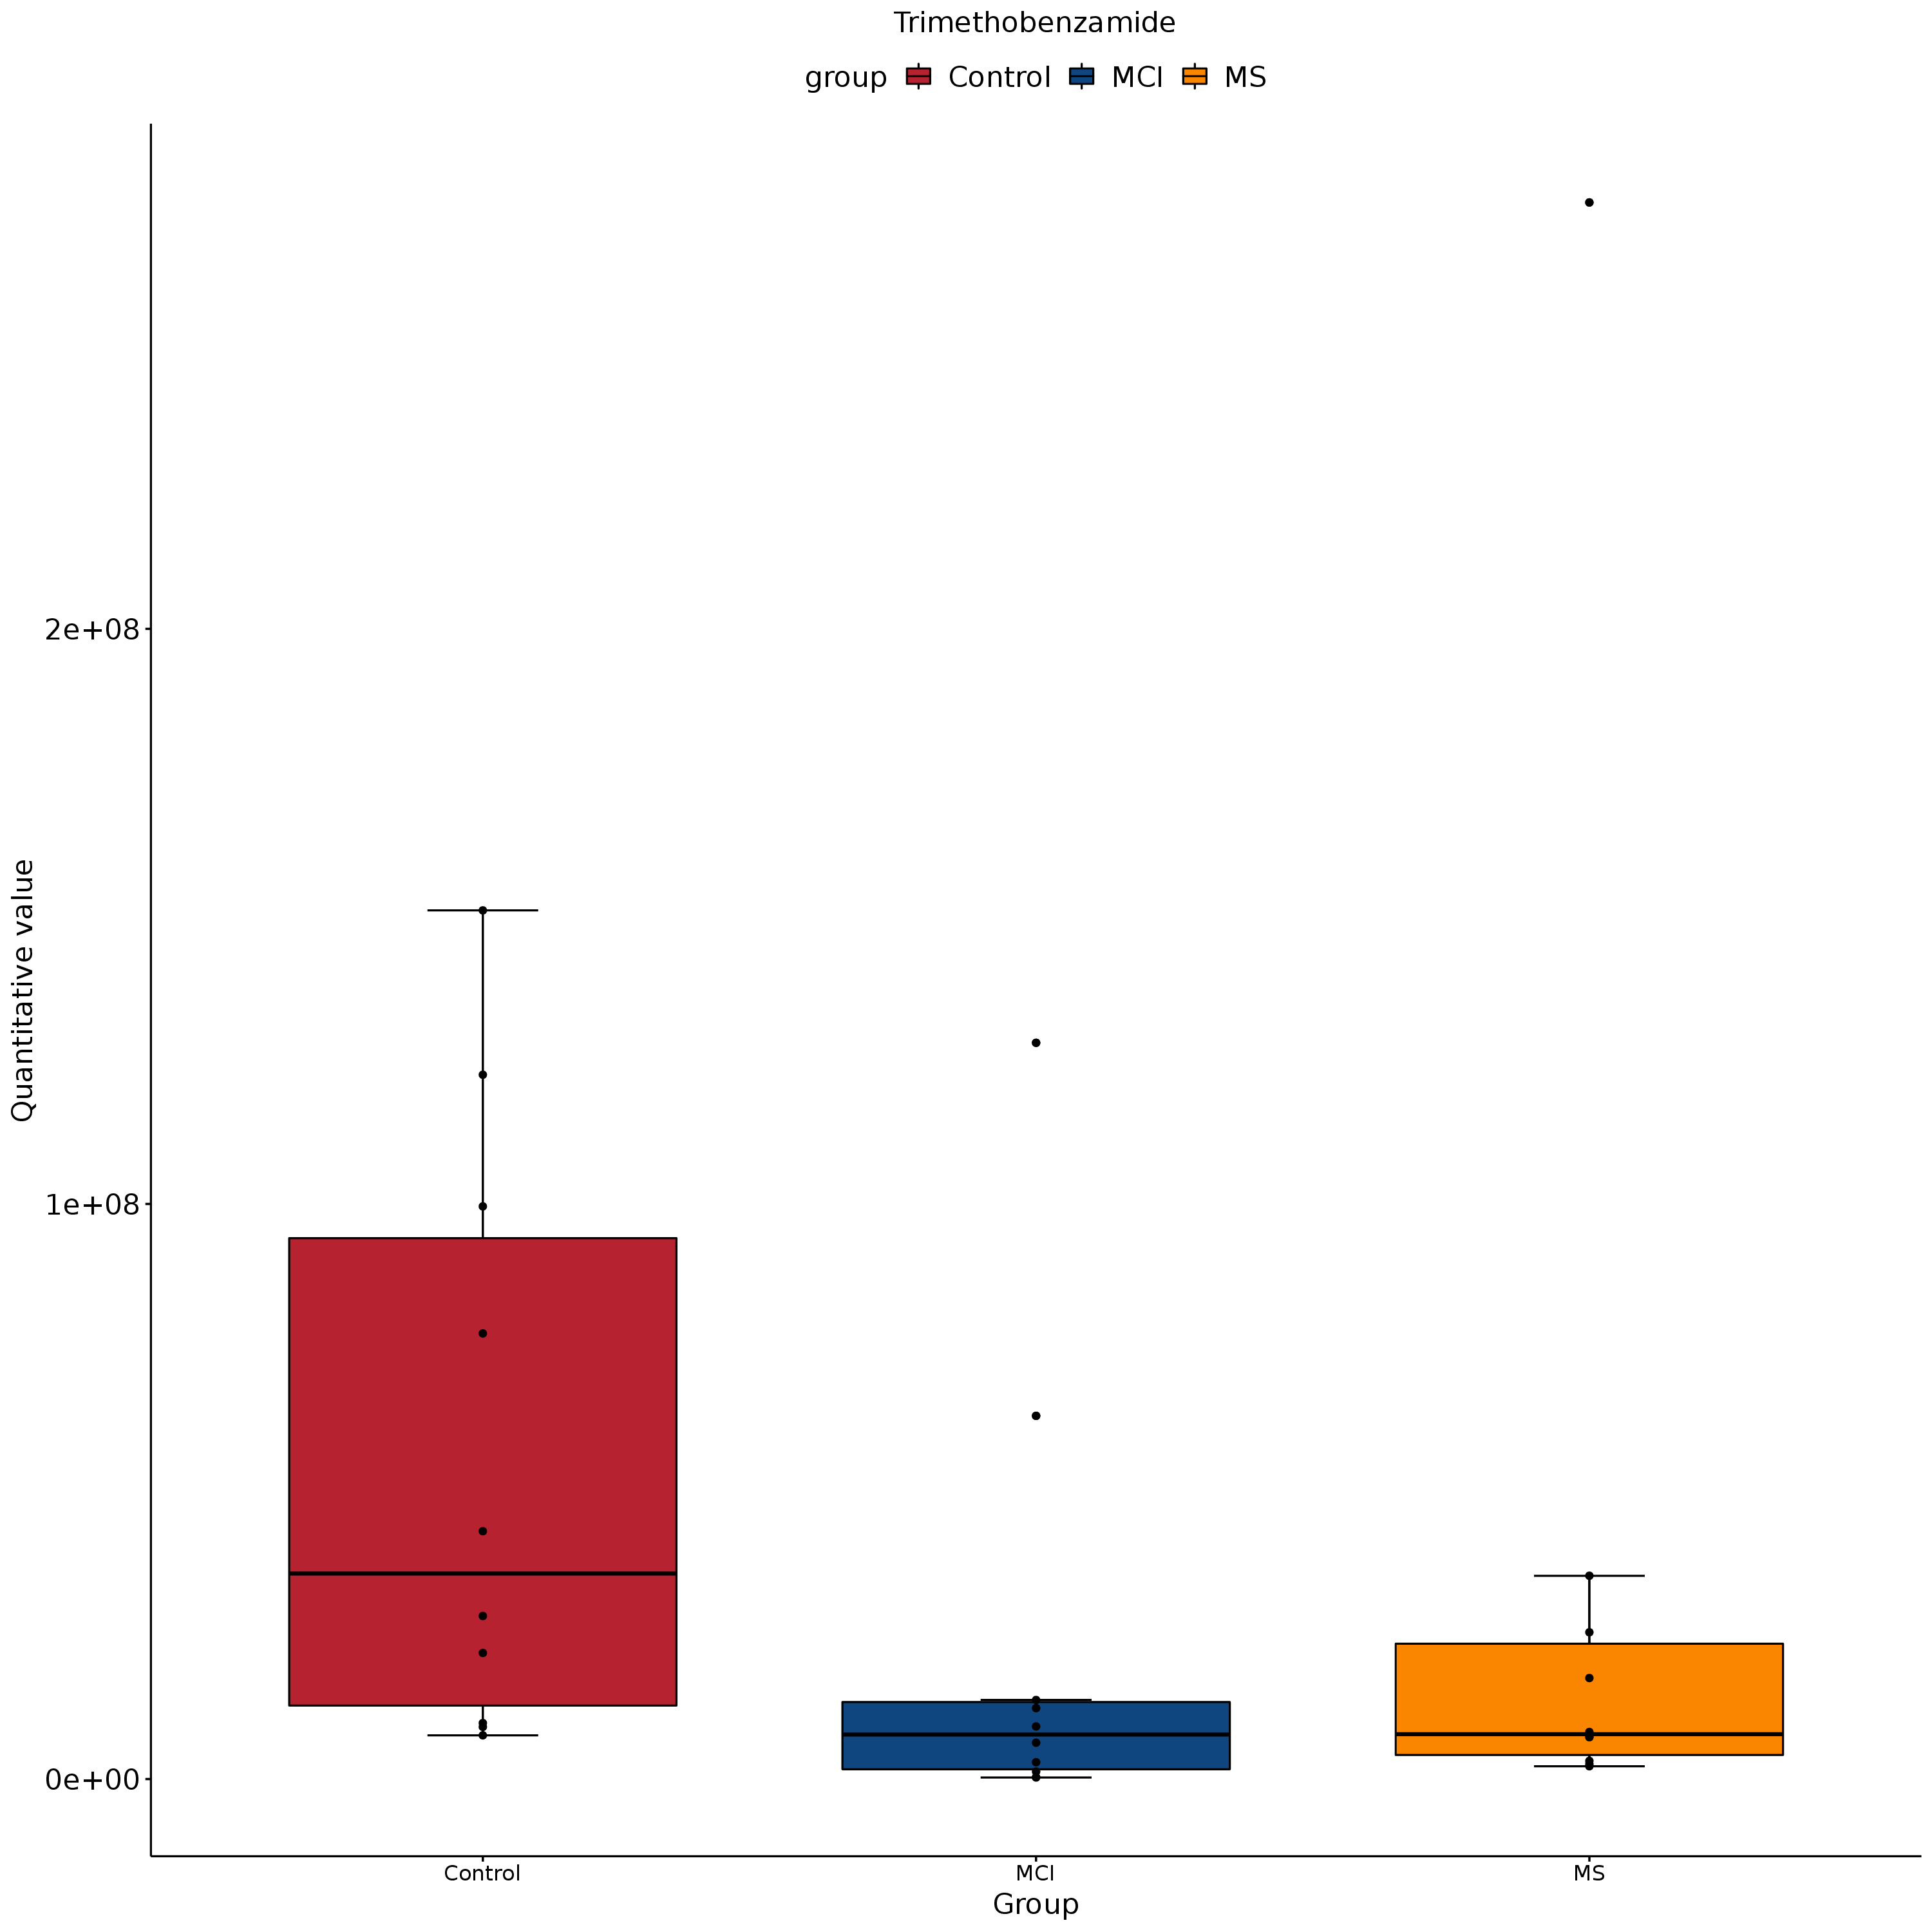 Trimethobenzamide
group Control MCI MS
Quantitative value
2e+08
1e+08
0e+00
Control MCI MS
Group